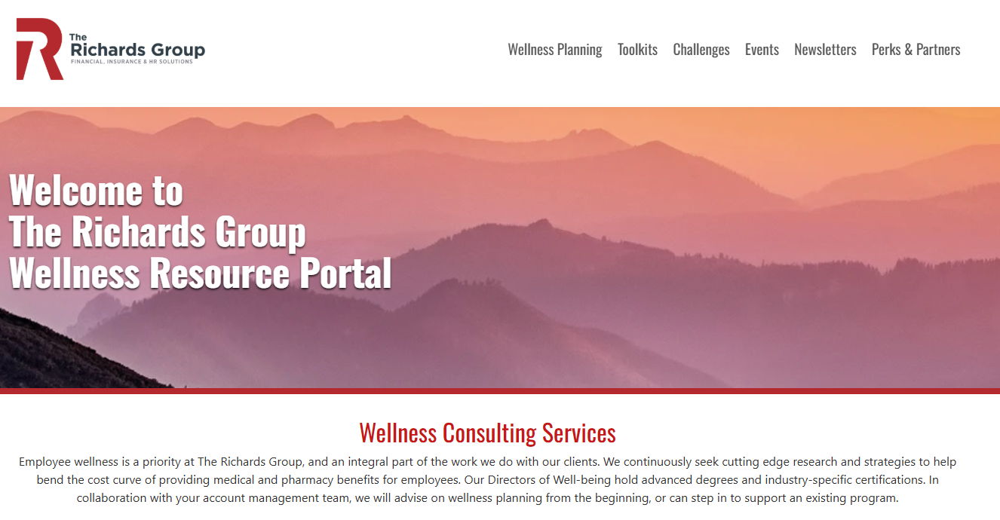 The
Richards Group
FINANCIAL, INSURANCE & HR SOLUTIONS
Wellness Planning Toolkits Challenges Events Newsletters Perks & Partners
Welcome to
The Richards Group
Wellness Resource Portal
Wellness Consulting Services
Employee wellness is a priority at The Richards Group, and an integral part of the work we do with our clients. We continuously seek cutting edge research and strategies to help
bend the cost curve of providing medical and pharmacy benefits for employees. Our Directors of Well-being hold advanced degrees and industry-specific certifications. In
collaboration with your account management team, we will advise on wellness planning from the beginning, or can step in to support an existing program.